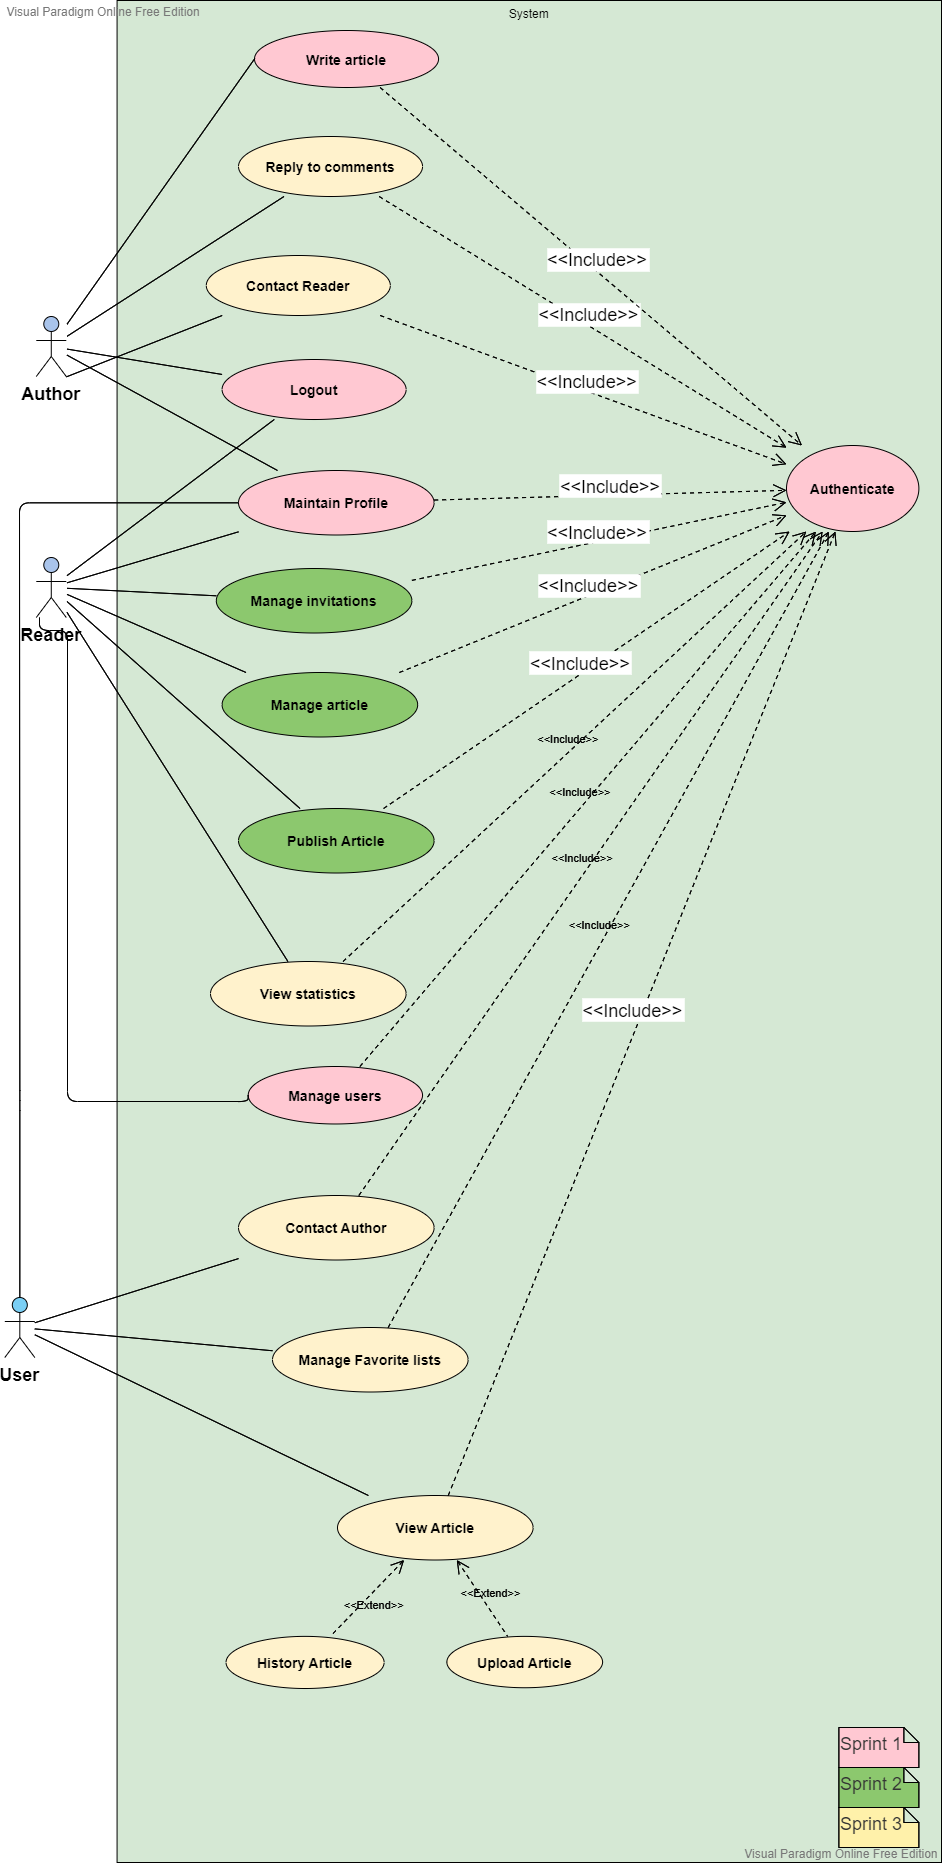 Visual Paradigm Online Free Edition
System
Write article
Reply to comments
<<Include>>
Contact Reader
<<Include>>
<<Include>>
Author
Logout
Authenticate
Maintain Profile
<<Include>>
<<Include>>
<<Include>>
Manage invitations
Reader
<<Include>>
Manage article
<<Include>>
<<Include>>
Publish Article
<<Include>>
<<Include>>
View statistics
<<Include>>
Manage users
Contact Author
User
Manage Favorite lists
View Article
<<Extend>>
<<Extend>>
History Article
Upload Article
Sprint 1
Sprint 2
Sprint 3
Visual Paradigm Online Free Edition